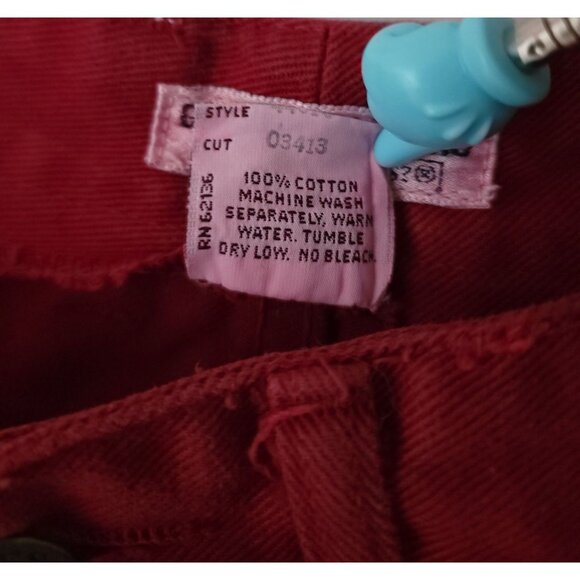 STYLE
CUT 03413
RN 62136
100% COTTON
MACHINE WASH
SEPARATELY, WARM
WATER. TUMBLE
DRY LOW. NO BLEACH